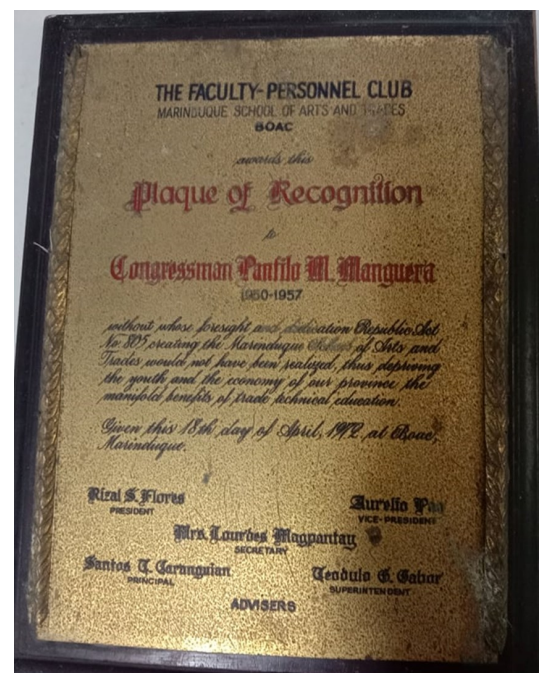 THE FACULTY-PERSONNEL CLUB
MARINDUQUE SCHOOL OF ARTS AND TRADES
BOAC
awards this
Plaque of Recognition
to
Congressman Panfilo M. Manguera
1950-1957
without whose foresight and dedication Republic Act
No. 805 creating the Marinduque School of Arts and
Trades would not have been realized, thus depriving
the youth and the economy of our province the
manifold benefits of trade technical education.
Given this 18th day of April, 1972, at Boac,
Marinduque.
Rizal S. Flores
PRESIDENT
Aurelio
VICE-PRESIDENT
Mrs. Lourdes Magpantay
SECRETARY
Santos T.
PRINCIPAL
Teodulo G. Gabor
SUPERINTENDENT
ADVISERS